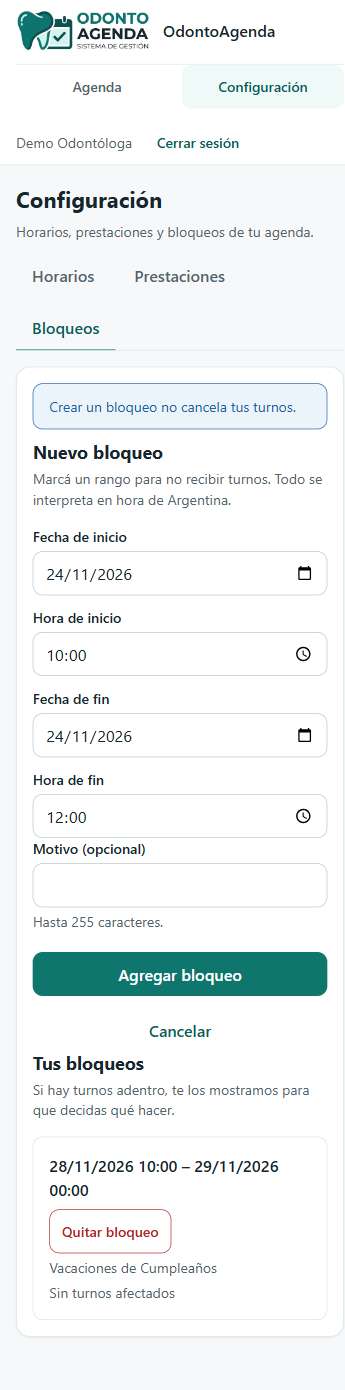 ODONTO
AGENDA
SISTEMA DE GESTIÓN
OdontoAgenda
Agenda
Configuración
Demo Odontóloga
Cerrar sesión
Configuración
Horarios, prestaciones y bloqueos de tu agenda.
Horarios
Prestaciones
Bloqueos
Crear un bloqueo no cancela tus turnos.
Nuevo bloqueo
Marcá un rango para no recibir turnos. Todo se
interpreta en hora de Argentina.
Fecha de inicio
24/11/2026
Hora de inicio
10:00
Fecha de fin
24/11/2026
Hora de fin
12:00
Motivo (opcional)
Hasta 255 caracteres.
Agregar bloqueo
Cancelar
Tus bloqueos
Si hay turnos adentro, te los mostramos para
que decidas qué hacer.
28/11/2026 10:00 – 29/11/2026
00:00
Quitar bloqueo
Vacaciones de Cumpleaños
Sin turnos afectados